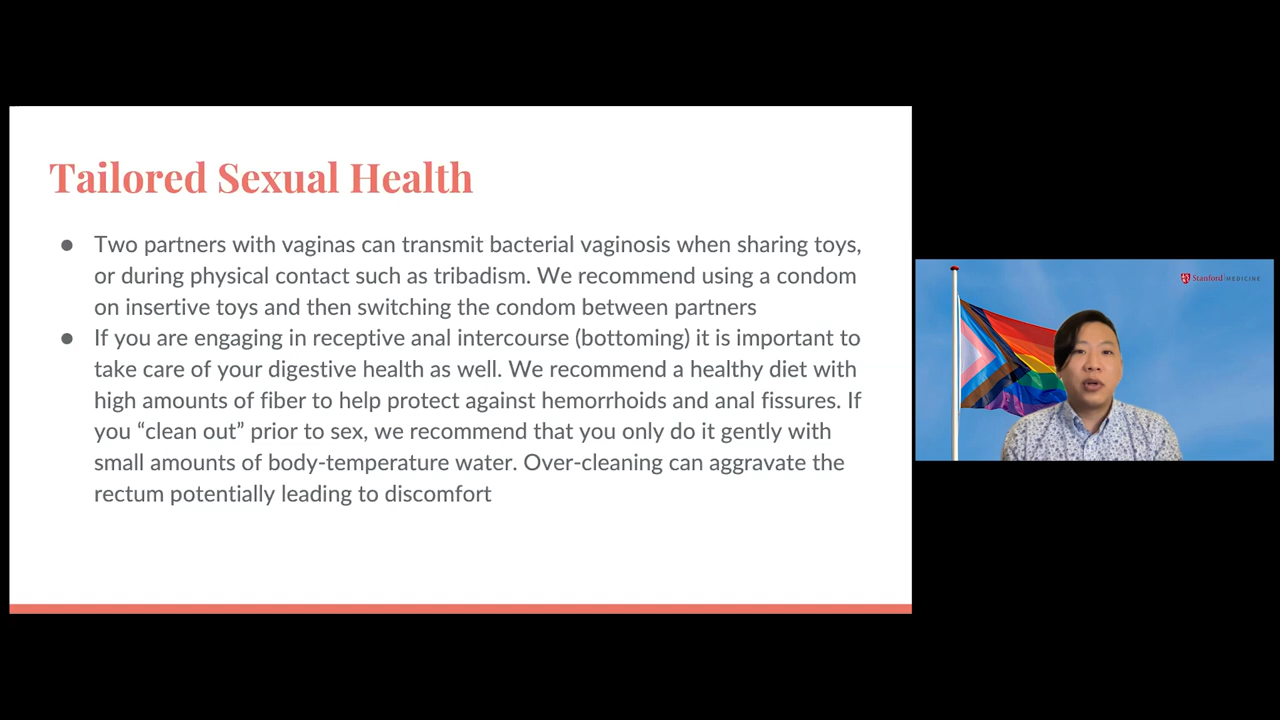 Tailored Sexual Health
● Two partners with vaginas can transmit bacterial vaginosis when sharing toys,
or during physical contact such as tribadism. We recommend using a condom
on insertive toys and then switching the condom between partners
● If you are engaging in receptive anal intercourse (bottoming) it is important to
take care of your digestive health as well. We recommend a healthy diet with
high amounts of fiber to help protect against hemorrhoids and anal fissures. If
you “clean out” prior to sex, we recommend that you only do it gently with
small amounts of body-temperature water. Over-cleaning can aggravate the
rectum potentially leading to discomfort
Stanford MEDICINE